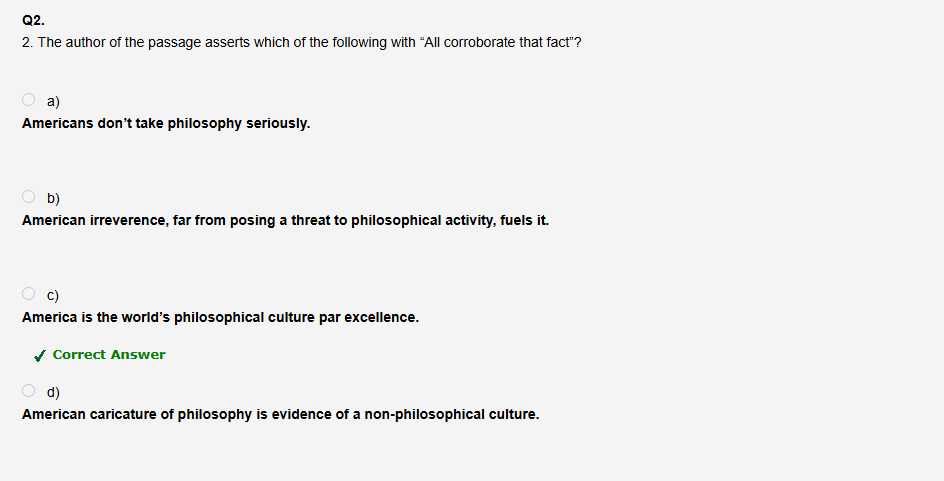 Q2.
2. The author of the passage asserts which of the following with “All corroborate that fact”?
a)
Americans don’t take philosophy seriously.
b)
American irreverence, far from posing a threat to philosophical activity, fuels it.
c)
America is the world’s philosophical culture par excellence.
✓ Correct Answer
d)
American caricature of philosophy is evidence of a non-philosophical culture.